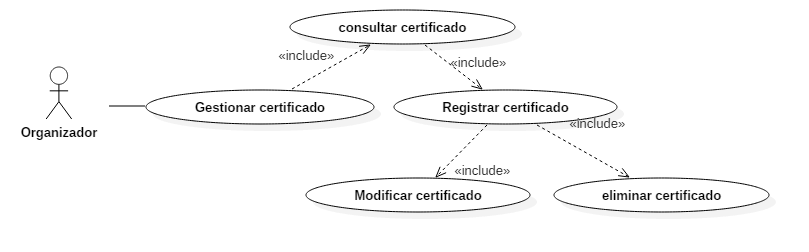 consultar certificado
«include»
«include»
Gestionar certificado
Registrar certificado
Organizador
«include»
«include»
Modificar certificado
eliminar certificado